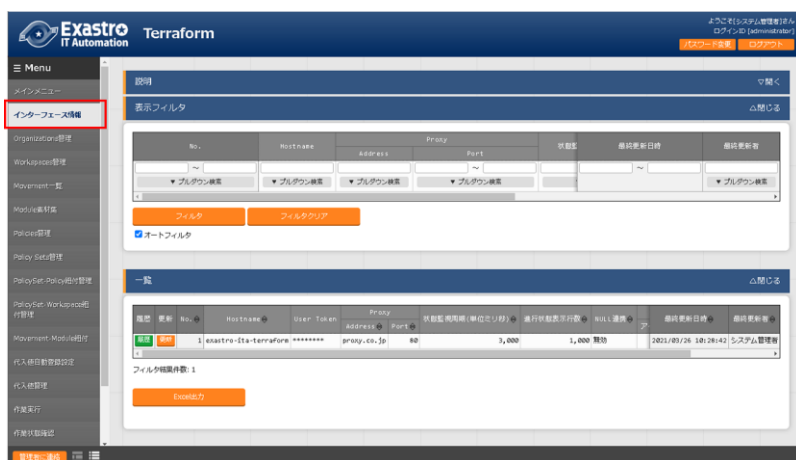 Exastro
IT Automation
Terraform
ようこそ[システム管理者]さん
ログインID [administrator]
パスワード変更
ログアウト
Menu
メインメニュー
インターフェース情報
Organizations管理
Workspaces管理
Movement一覧
Module素材集
Policies管理
Policy Sets管理
PolicySet-Policy紐付管理
PolicySet-Workspace紐
付管理
Movement-Module紐付
代入値自動登録設定
代入値管理
作業実行
作業状態確認
管理者に連絡
説明
▽開く
表示フィルタ
△閉じる
No.
Hostname
Proxy
Address
Port
状態監
最終更新日時
最終更新者
～
～
～
▼ プルダウン検索
▼ プルダウン検索
▼ プルダウン検索
▼ プルダウン検索
▼ プルダウン検索
フィルタ
フィルタクリア
オートフィルタ
一覧
△閉じる
履歴
更新
No.
Hostname
User Token
Proxy
Address
Port
状態監視周期(単位ミリ秒)
進行状態表示行数
NULL連携
ア
最終更新日時
最終更新者
履歴
更新
1
exastro-ita-terraform
********
proxy.co.jp
80
3,000
1,000
無効
2021/03/26 10:28:42
システム管理者
フィルタ結果件数: 1
Excel出力